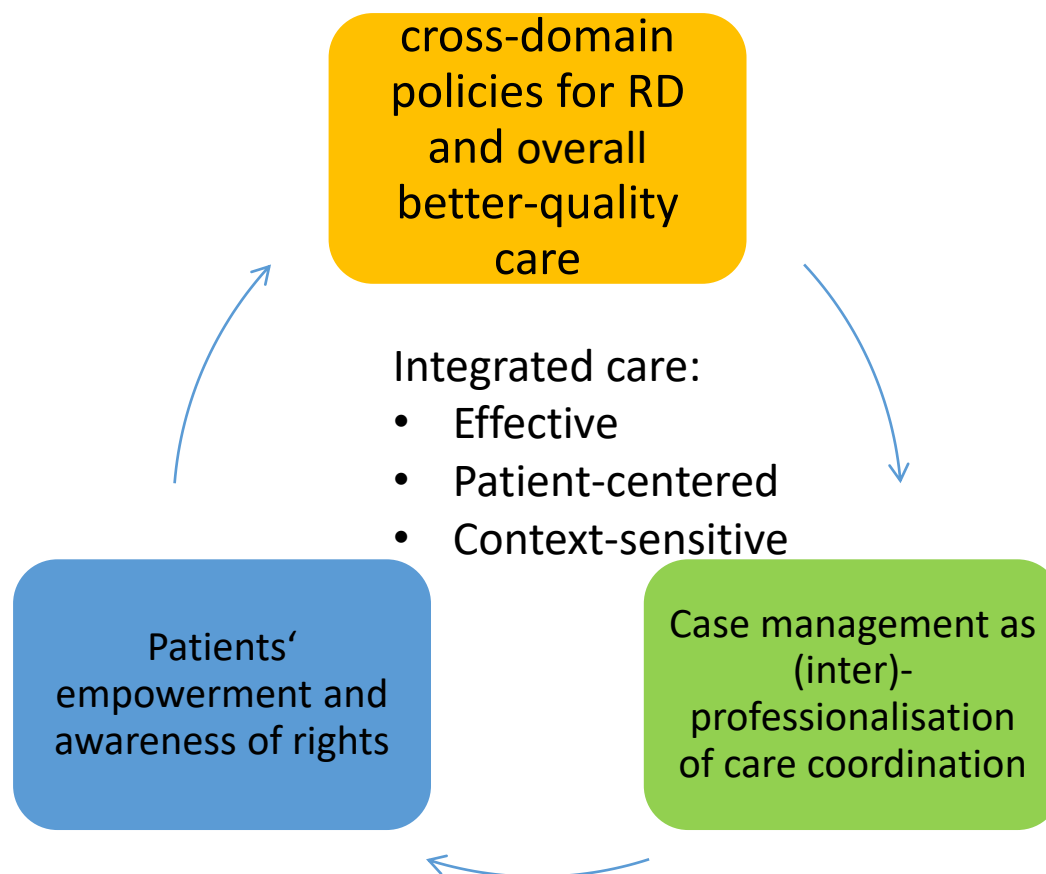 cross-domain
policies for RD
and overall
better-quality
care
Integrated care:
• Effective
• Patient-centered
• Context-sensitive
Patients‘
empowerment and
awareness of rights
Case management as
(inter)-
professionalisation
of care coordination